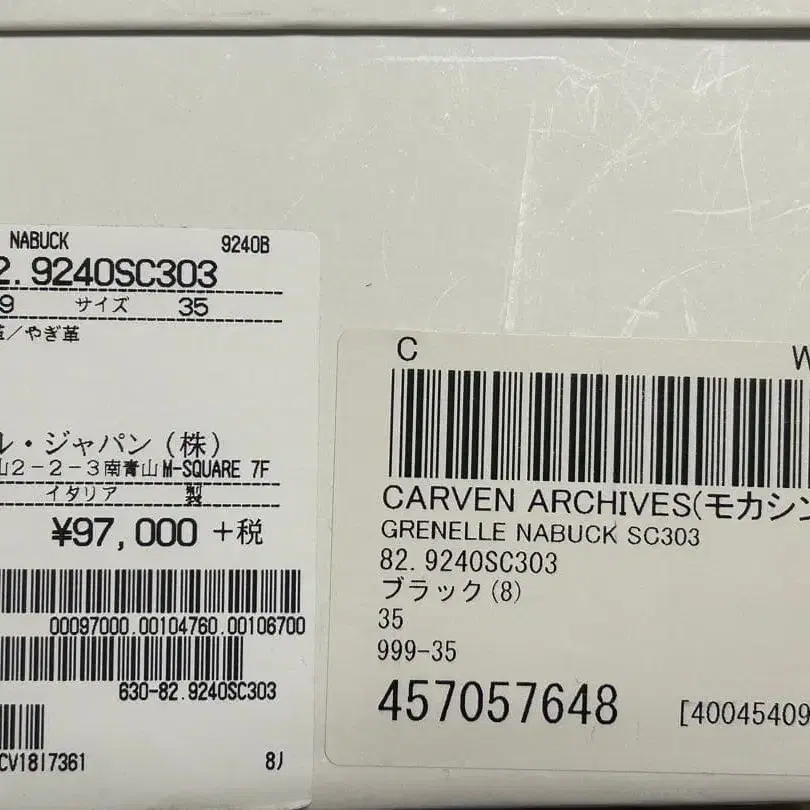 NABUCK 9240B
2.9240SC303
9 サイズ 35
革/やぎ革
ル・ジャパン(株)
山2-2-3南青山M-SQUARE 7F
イタリア 製
¥97,000 +税
00097000.00104760.00106700
630-82.9240SC303
CV18I7361 8J
C W
CARVEN ARCHIVES(モカシン
GRENELLE NABUCK SC303
82.9240SC303
ブラック(8)
35
999-35
457057648 [40045409